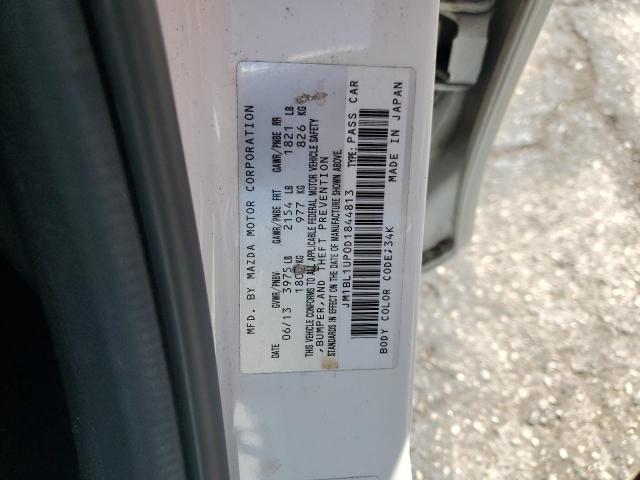 MFD. BY MAZDA MOTOR CORPORATION
DATE GVWR/PNBV GAWR/PNBE FRT GAWR/PNBE RR
06/13 3975 LB 2154 LB 1821 LB
KG 977 KG 826 KG
THIS VEHICLE CONFORMS TO ALL APPLICABLE FEDERAL MOTOR VEHICLE SAFETY
,BUMPER,AND THEFT PREVENTION
STANDARDS IN EFFECT ON THE DATE OF MANUFACTURE SHOWN ABOVE.
JM1BL1UP0D1844813 TYPE: PASS CAR
BODY COLOR CODE;34K MADE IN JAPAN